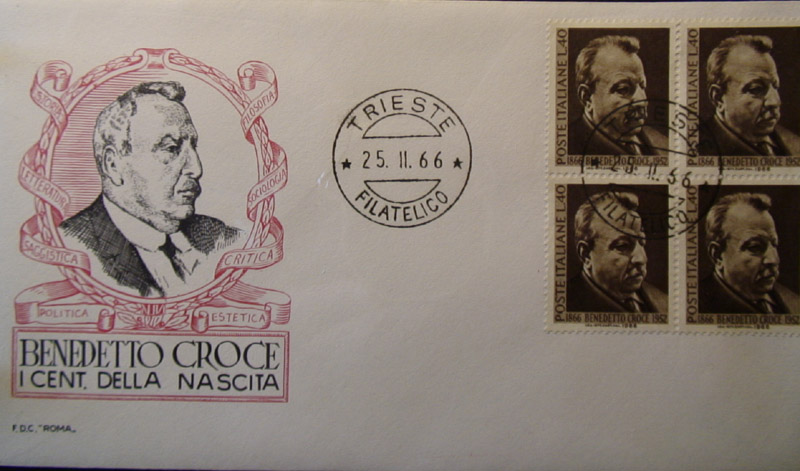 STORIA
FILOSOFIA
LETTERATURA
SOCIOLOGIA
SAGGISTICA
CRITICA
POLITICA
ESTETICA
BENEDETTO CROCE
I CENT. DELLA NASCITA
F.D.C. "ROMA"
TRIESTE
* 25.11.66 *
FILATELICO
POSTE ITALIANE L.40
1866 BENEDETTO CROCE 1952
POSTE ITALIANE L.40
1866 BENEDETTO CROCE 1952
POSTE ITALIANE L.40
1866 BENEDETTO CROCE 1952
POSTE ITALIANE L.40
1866 BENEDETTO CROCE 1952